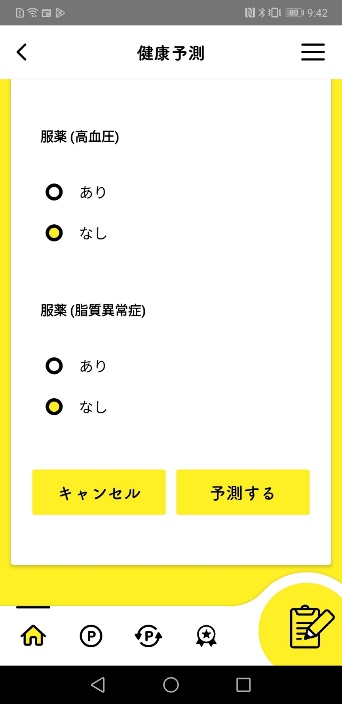 80 9:42
健康予測
服薬 (高血圧)
あり
なし
服薬 (脂質異常症)
あり
なし
キャンセル 予測する
P P